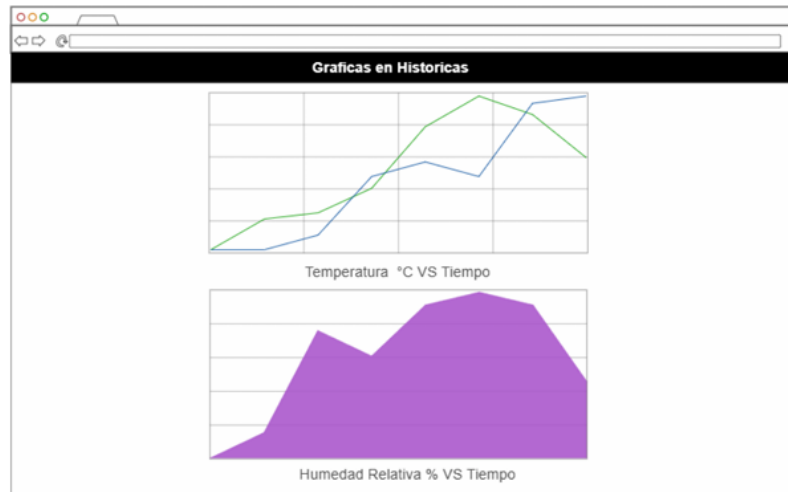 Graficas en Historicas
Temperatura °C VS Tiempo
Humedad Relativa % VS Tiempo